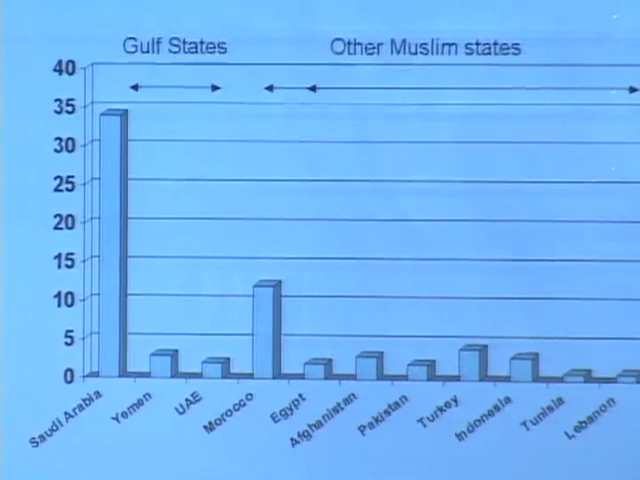 Gulf States
Other Muslim states
40
35
30
25
20
15
10
5
0
Saudi Arabia
Yemen
UAE
Morocco
Egypt
Afghanistan
Pakistan
Turkey
Indonesia
Tunisia
Lebanon